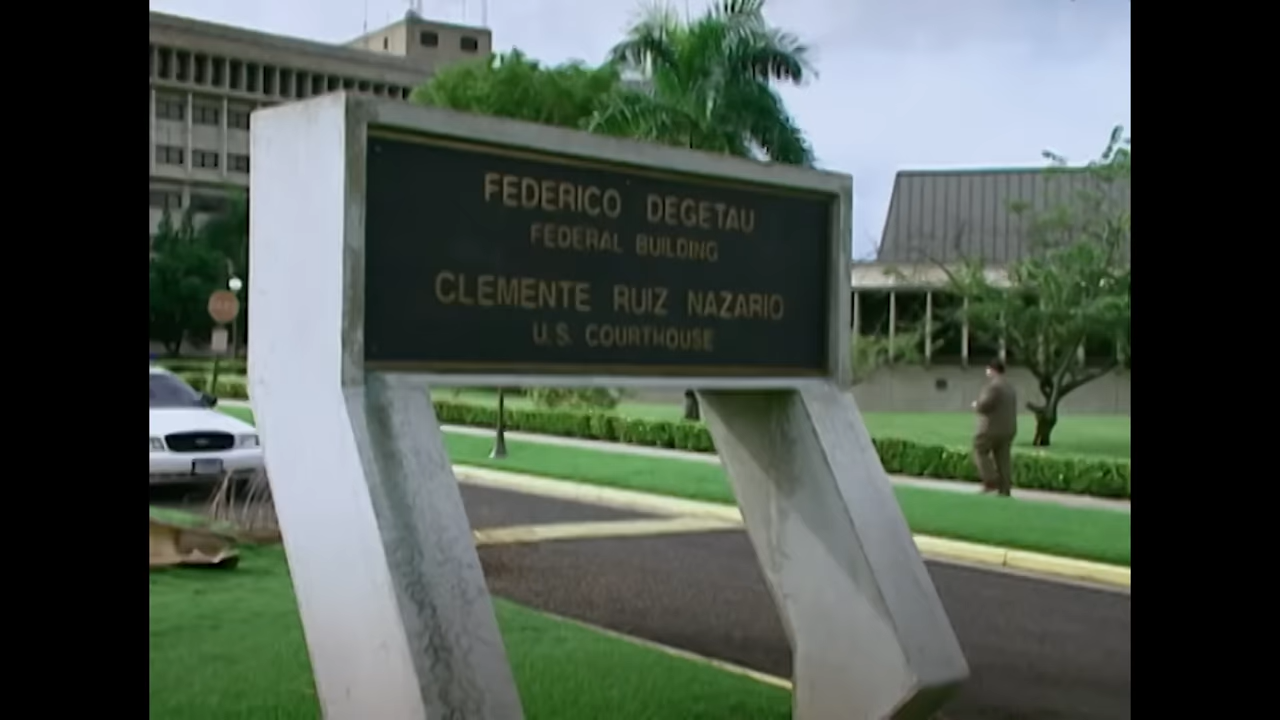 FEDERICO DEGETAU
FEDERAL BUILDING
CLEMENTE RUIZ NAZARIO
U.S. COURTHOUSE